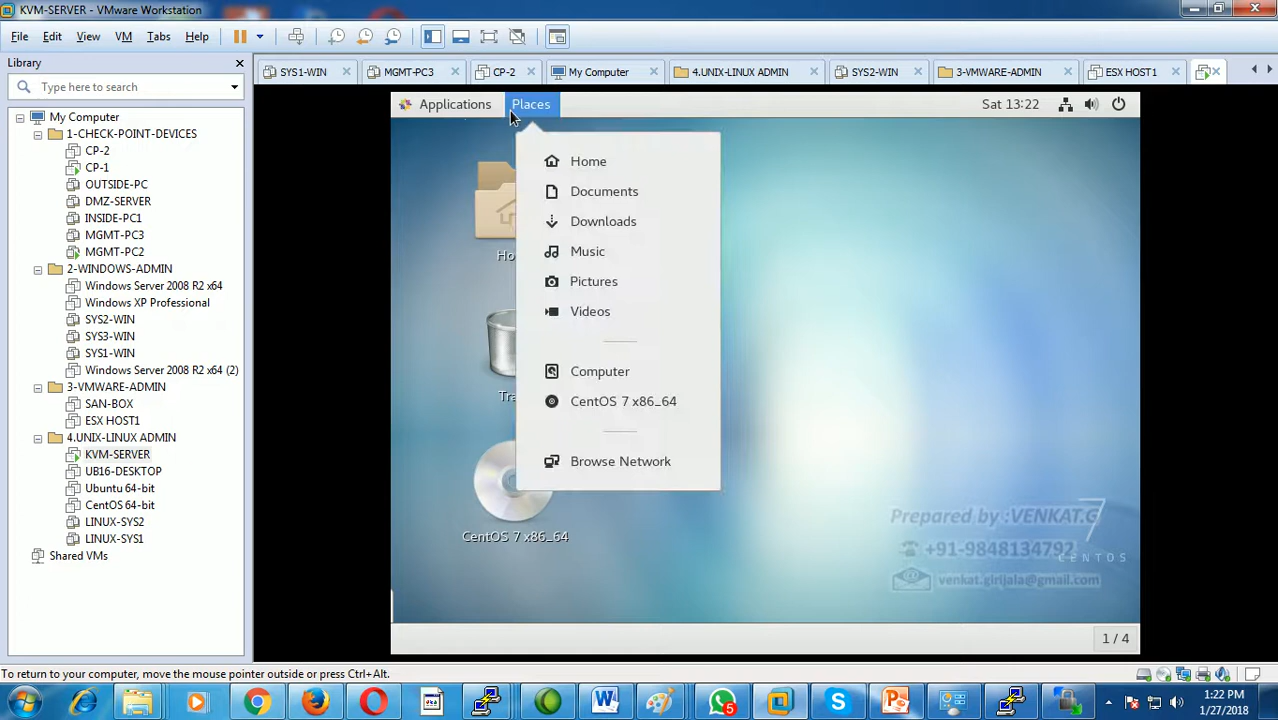 KVM-SERVER - VMware Workstation
File Edit View VM Tabs Help
Library
Type here to search
My Computer
1-CHECK-POINT-DEVICES
CP-2
CP-1
OUTSIDE-PC
DMZ-SERVER
INSIDE-PC1
MGMT-PC3
MGMT-PC2
2-WINDOWS-ADMIN
Windows Server 2008 R2 x64
Windows XP Professional
SYS2-WIN
SYS3-WIN
SYS1-WIN
Windows Server 2008 R2 x64 (2)
3-VMWARE-ADMIN
SAN-BOX
ESX HOST1
4.UNIX-LINUX ADMIN
KVM-SERVER
UB16-DESKTOP
Ubuntu 64-bit
CentOS 64-bit
LINUX-SYS2
LINUX-SYS1
Shared VMs
SYS1-WIN MGMT-PC3 CP-2 My Computer 4.UNIX-LINUX ADMIN SYS2-WIN 3-VMWARE-ADMIN ESX HOST1
Applications Places Sat 13:22
Home
Documents
Downloads
Music
Pictures
Videos
Computer
CentOS 7 x86_64
Browse Network
Ho
Tra
CentOS 7 x86_64
Prepared by :VENKAT.G
7
+91-9848134792
CENTOS
venkat.girijala@gmail.com
1 / 4
To return to your computer, move the mouse pointer outside or press Ctrl+Alt.
5
1:22 PM
1/27/2018